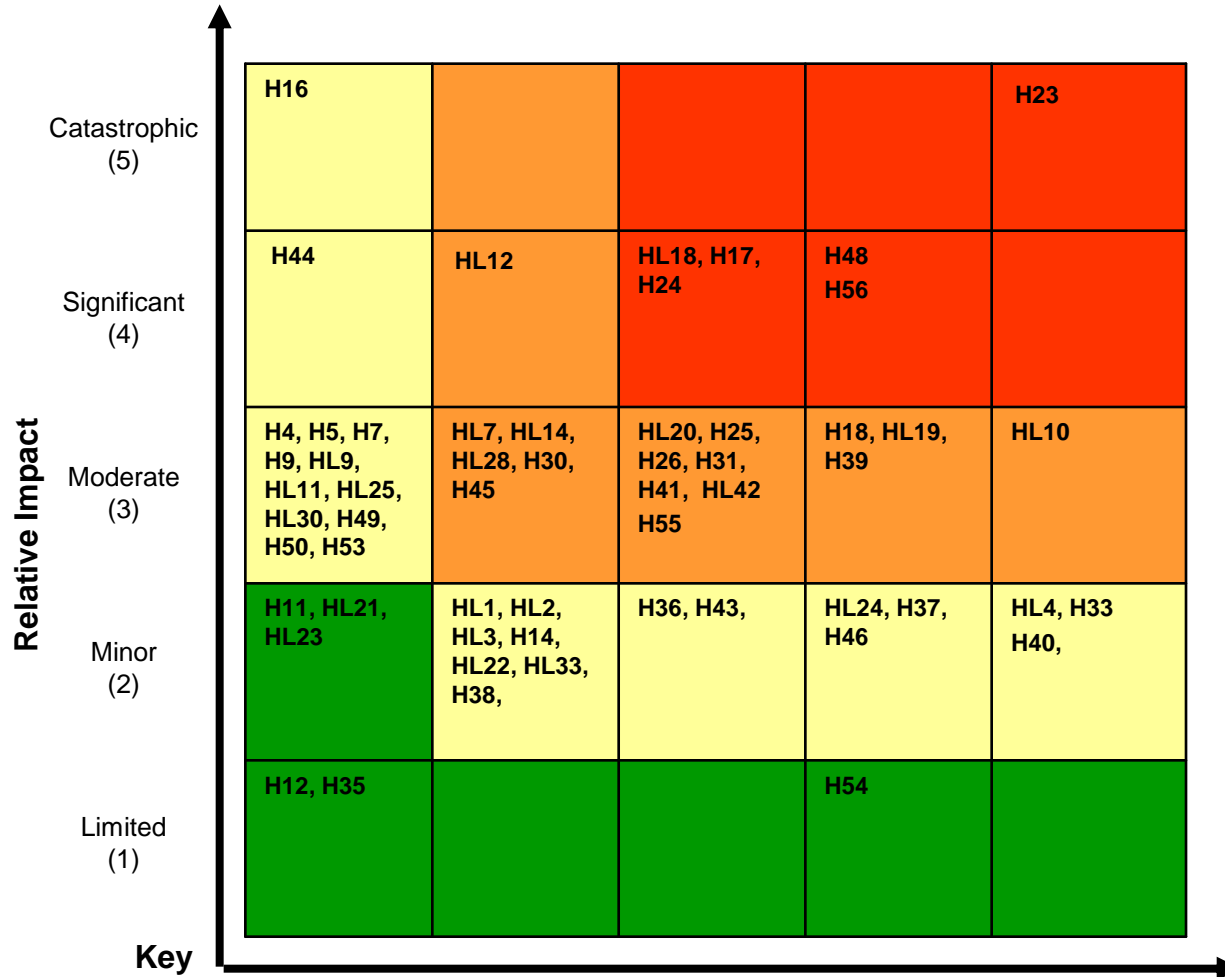 H16
H23
Catastrophic
(5)
H44
HL12
HL18, H17,
H24
H48
H56
Significant
(4)
H4, H5, H7,
H9, HL9,
HL11, HL25,
HL30, H49,
H50, H53
HL7, HL14,
HL28, H30,
H45
HL20, H25,
H26, H31,
H41, HL42
H55
H18, HL19,
H39
HL10
Moderate
(3)
Relative Impact
H11, HL21,
HL23
HL1, HL2,
HL3, H14,
HL22, HL33,
H38,
H36, H43,
HL24, H37,
H46
HL4, H33
H40,
Minor
(2)
H12, H35
H54
Limited
(1)
Key